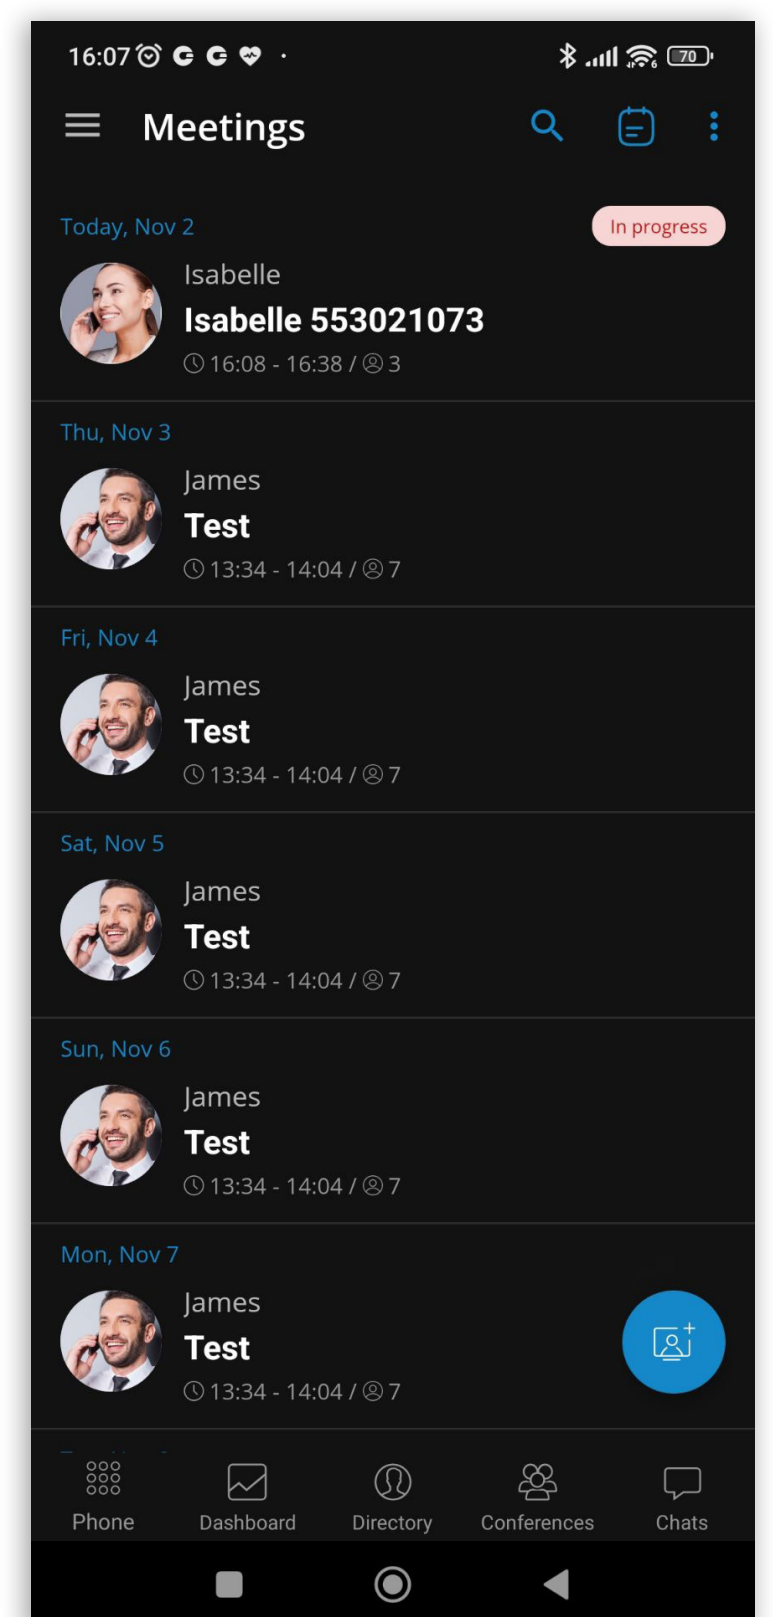 16:07
70
Meetings
Today, Nov 2
In progress
Isabelle
Isabelle 553021073
16:08 - 16:38 / 3
Thu, Nov 3
James
Test
13:34 - 14:04 / 7
Fri, Nov 4
James
Test
13:34 - 14:04 / 7
Sat, Nov 5
James
Test
13:34 - 14:04 / 7
Sun, Nov 6
James
Test
13:34 - 14:04 / 7
Mon, Nov 7
James
Test
13:34 - 14:04 / 7
Phone
Dashboard
Directory
Conferences
Chats